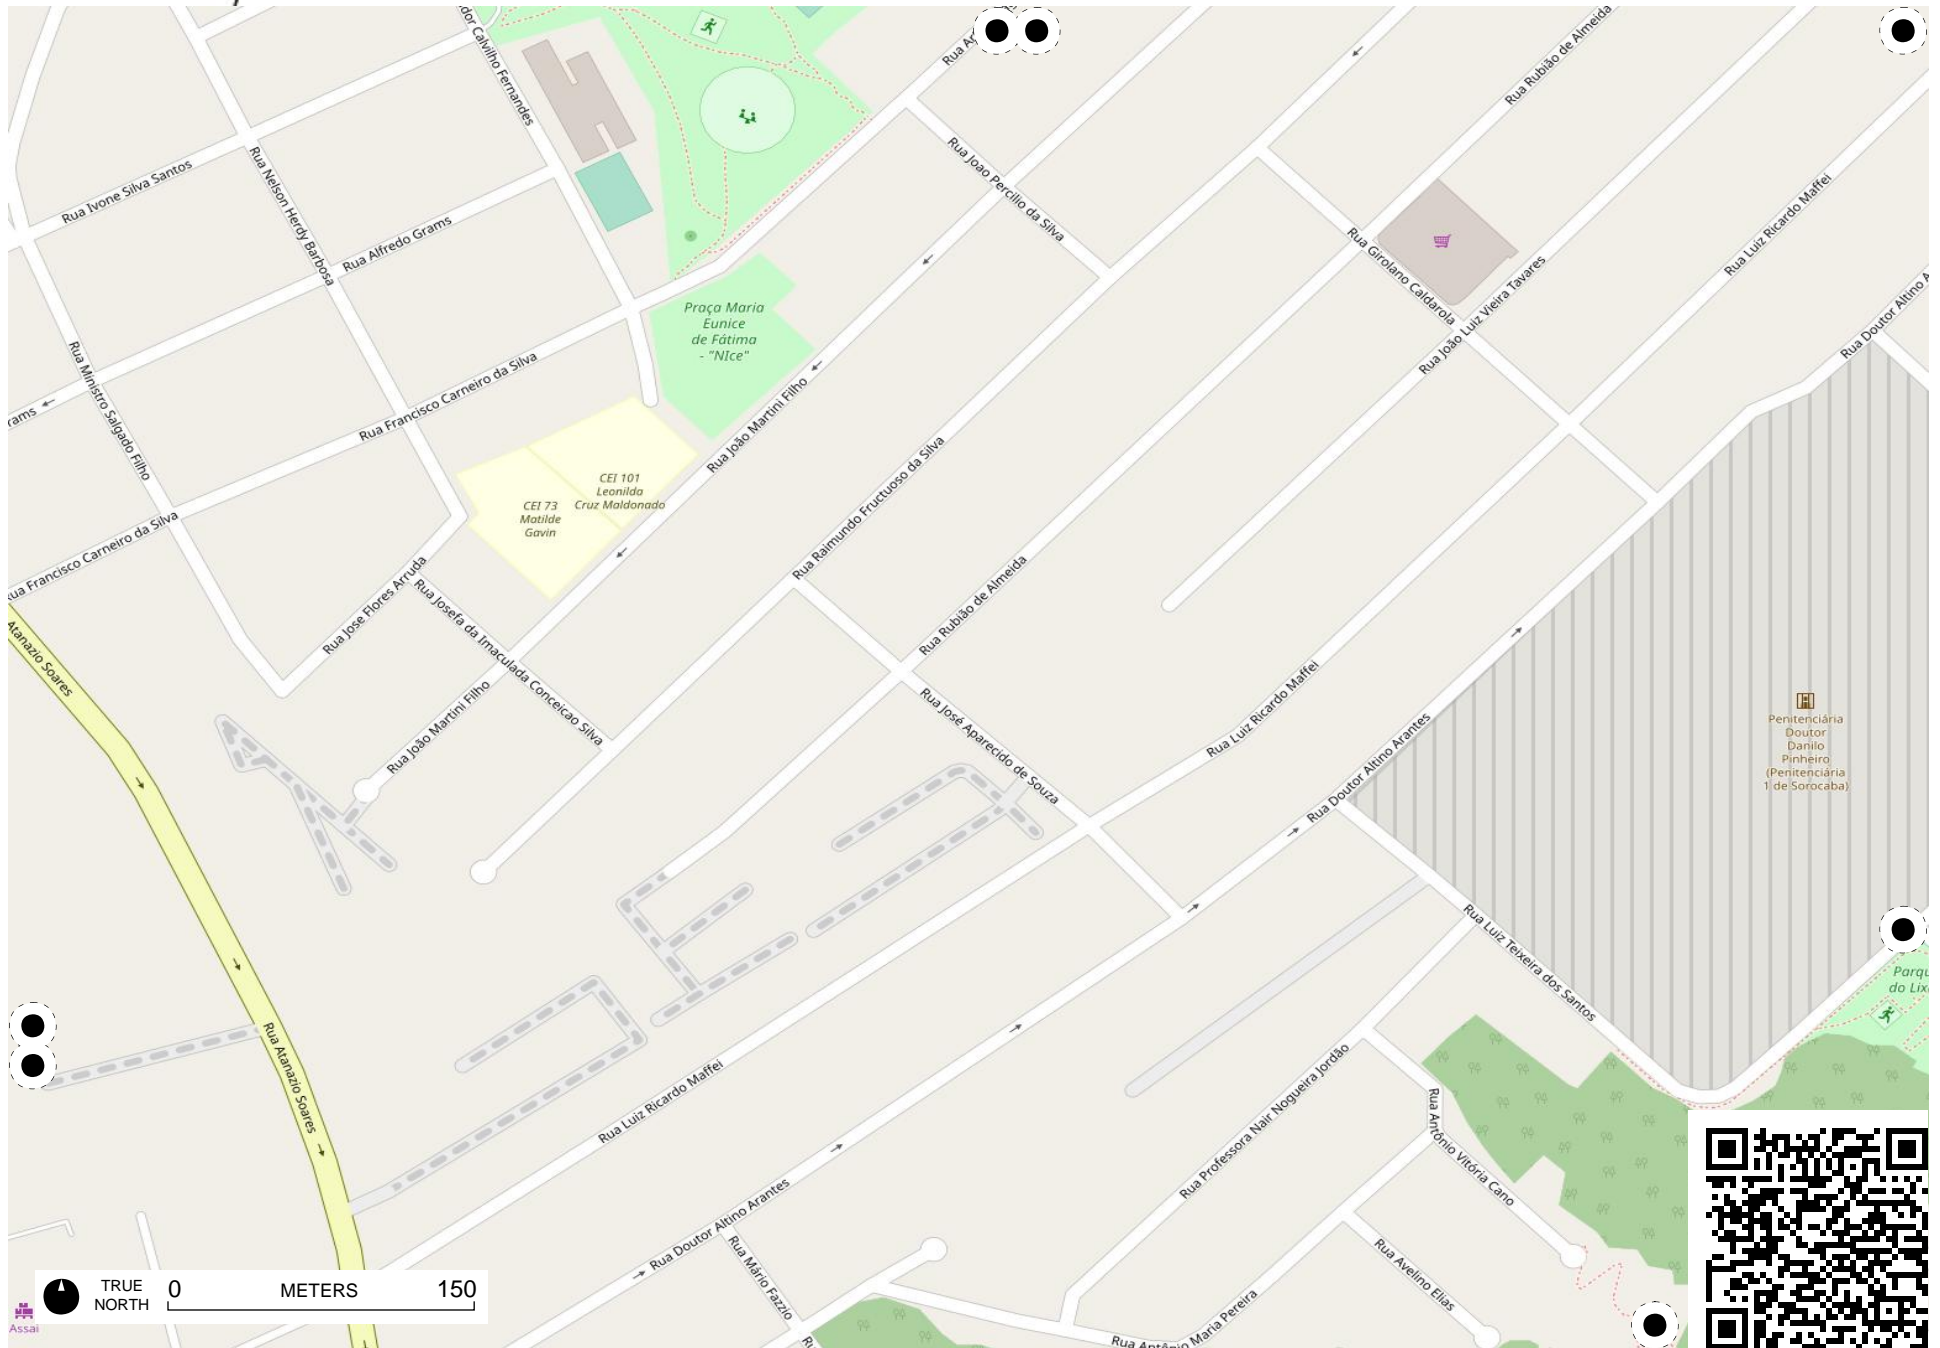 dor Calvilho Fernandes
Rua Ar
Rua Rubião de Almeida
Rua Ivone Silva Santos
Rua Nelson Herdy Barbosa
Rua Alfredo Grams
Rua Joao Percilio da Silva
Rua Girolano Caldarola
Rua Luiz Ricardo Maffei
Rua João Luiz Vieira Tavares
Rua Doutor Altino A
Praça Maria
Eunice
de Fátima
- "NIce"
Rua Ministro Salgado Filho
rams
Rua Francisco Carneiro da Silva
Rua João Martini Filho
CEI 101
Leonilda
Cruz Maldonado
CEI 73
Matilde
Gavin
Rua Raimundo Fructuoso da Silva
ua Francisco Carneiro da Silva
Rua Jose Flores Arruda
Rua Josefa da Imaculada Conceicao Silva
Rua Rubião de Almeida
Atanazio Soares
Rua João Martini Filho
Rua José Aparecido de Souza
Rua Luiz Ricardo Maffei
Rua Doutor Altino Arantes
Penitenciária
Doutor
Danilo
Pinheiro
(Penitenciária
1 de Sorocaba)
Rua Luiz Teixeira dos Santos
Parqu
do Lix
Rua Atanazio Soares
Rua Luiz Ricardo Maffei
Rua Professora Nair Nogueira Jordão
Rua Antônio Vitória Cano
Rua Doutor Altino Arantes
Rua Mário Fazzio
Rua Avelino Elias
Rua Antônio Maria Pereira
Ru
TRUE
NORTH
0 METERS 150
Assaí